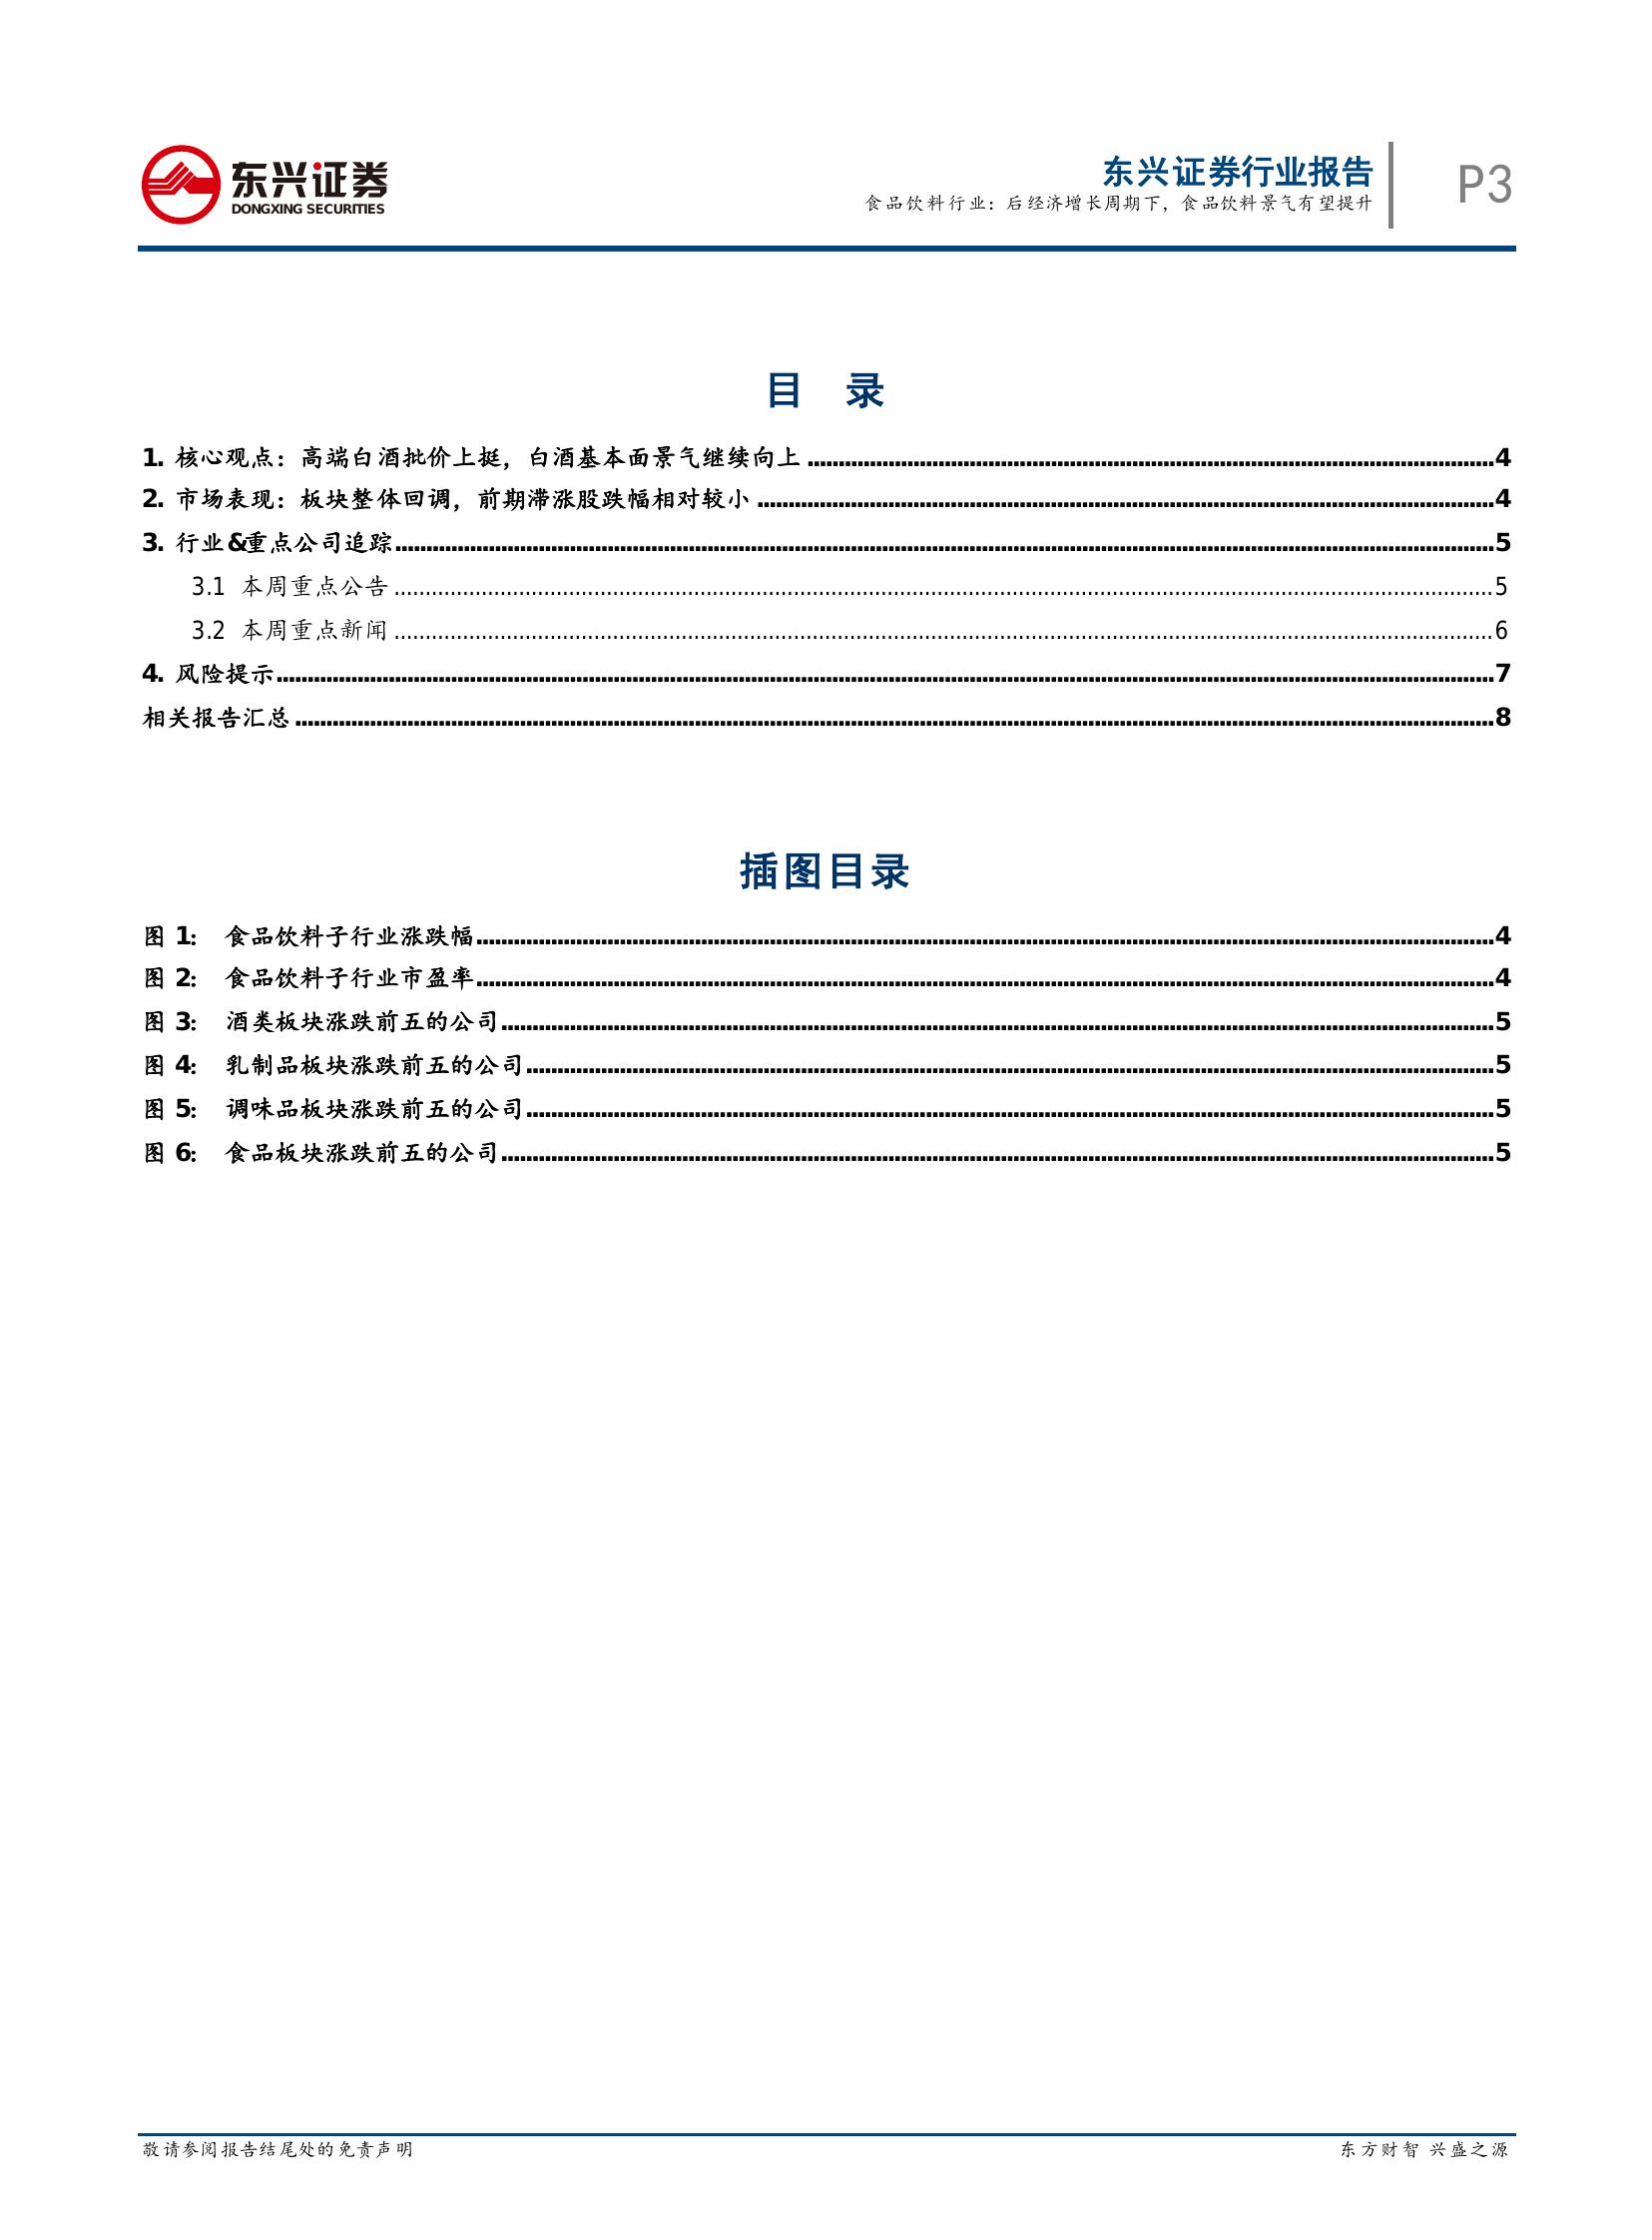 东兴证券
DONGXING SECURITIES
东兴证券行业报告
食品饮料行业：后经济增长周期下，食品饮料景气有望提升
P3
目 录
1. 核心观点：高端白酒批价上挺，白酒基本面景气继续向上 4
2. 市场表现：板块整体回调，前期滞涨股跌幅相对较小 4
3. 行业&重点公司追踪 5
3.1 本周重点公告 5
3.2 本周重点新闻 6
4. 风险提示 7
相关报告汇总 8
插图目录
图 1： 食品饮料子行业涨跌幅 4
图 2： 食品饮料子行业市盈率 4
图 3： 酒类板块涨跌前五的公司 5
图 4： 乳制品板块涨跌前五的公司 5
图 5： 调味品板块涨跌前五的公司 5
图 6： 食品板块涨跌前五的公司 5
敬请参阅报告结尾处的免责声明
东方财智 兴盛之源